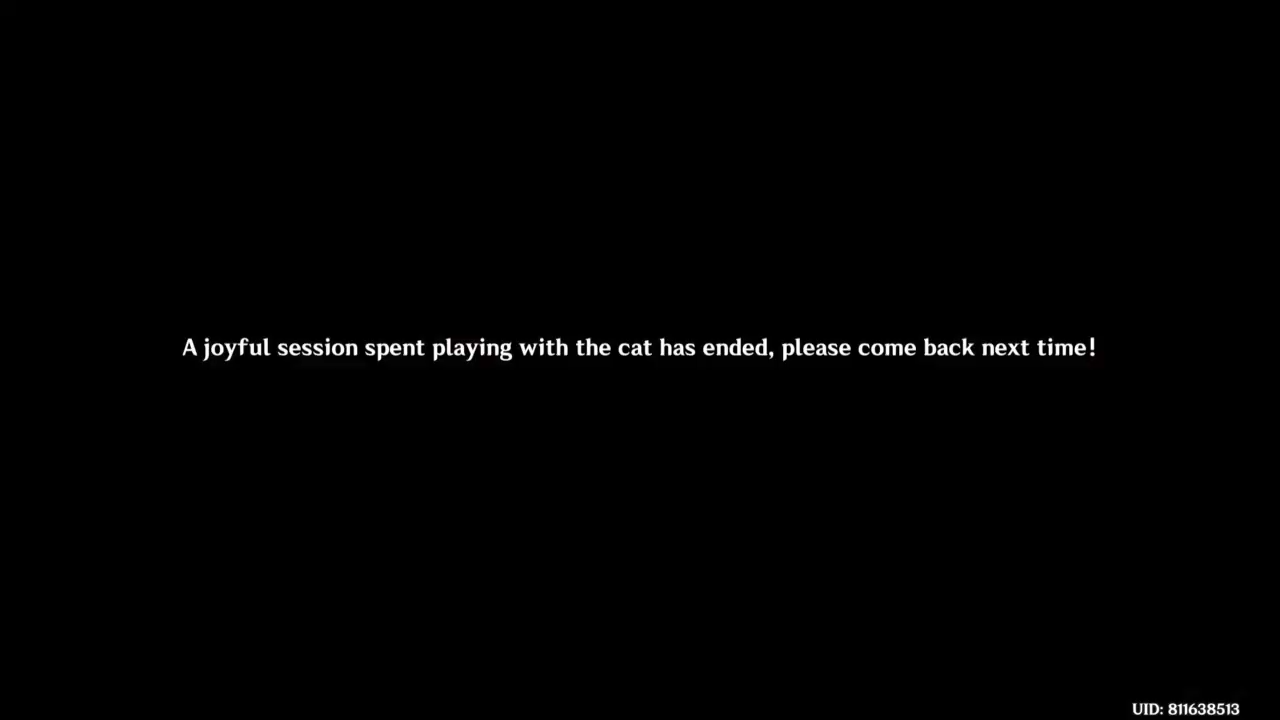 A joyful session spent playing with the cat has ended, please come back next time!
UID: 811638513